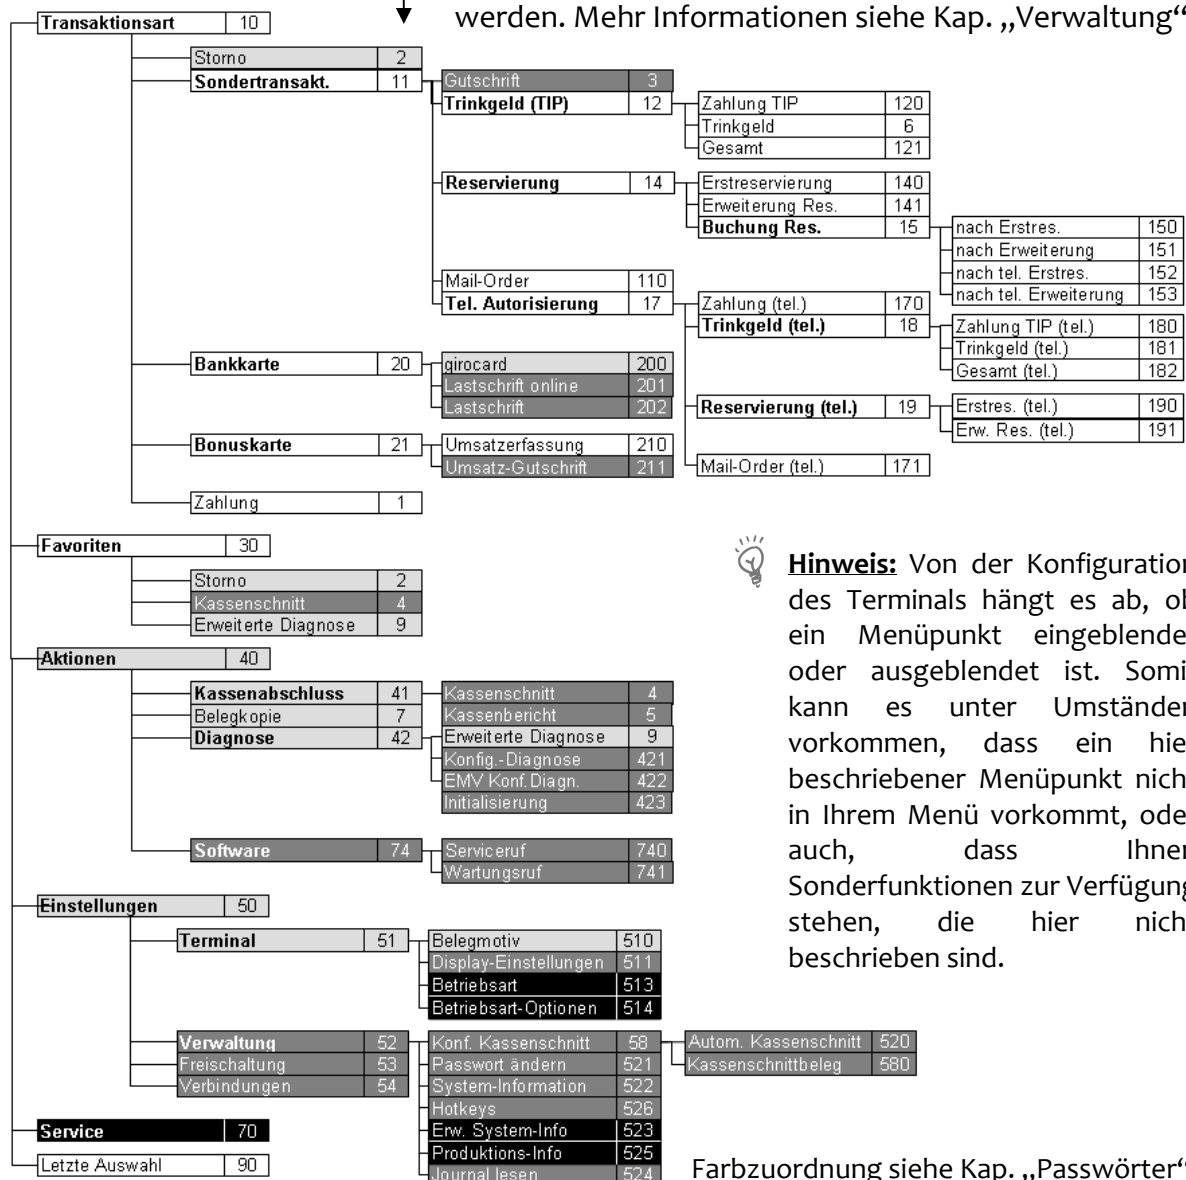 werden. Mehr Informationen siehe Kap. „Verwaltung“
Transaktionsart 10
Storno 2
Sondertransakt. 11
Gutschrift 3
Trinkgeld (TIP) 12
Zahlung TIP 120
Trinkgeld 6
Gesamt 121
Reservierung 14
Erstreservierung 140
Erweiterung Res. 141
Buchung Res. 15
nach Erstres. 150
nach Erweiterung 151
nach tel. Erstres. 152
nach tel. Erweiterung 153
Mail-Order 110
Tel. Autorisierung 17
Zahlung (tel.) 170
Trinkgeld (tel.) 18
Zahlung TIP (tel.) 180
Trinkgeld (tel.) 181
Gesamt (tel.) 182
Reservierung (tel.) 19
Erstres. (tel.) 190
Erw. Res. (tel.) 191
Mail-Order (tel.) 171
Bankkarte 20
girocard 200
Lastschrift online 201
Lastschrift 202
Bonuskarte 21
Umsatzerfassung 210
Umsatz-Gutschrift 211
Zahlung 1
Favoriten 30
Storno 2
Kassenschnitt 4
Erweiterte Diagnose 9
Aktionen 40
Kassenabschluss 41
Kassenschnitt 4
Kassenbericht 5
Belegkopie 7
Diagnose 42
Erweiterte Diagnose 9
Konfig.-Diagnose 421
EMV Konf.Diagn. 422
Initialisierung 423
Software 74
Serviceruf 740
Wartungsruf 741
Einstellungen 50
Terminal 51
Belegmotiv 510
Display-Einstellungen 511
Betriebsart 513
Betriebsart-Optionen 514
Verwaltung 52
Konf. Kassenschnitt 58
Autom. Kassenschnitt 520
Kassenschnittbeleg 580
Passwort ändern 521
System-Information 522
Hotkeys 526
Erw. System-Info 523
Produktions-Info 525
Journal lesen 524
Freischaltung 53
Verbindungen 54
Service 70
Letzte Auswahl 90
Hinweis: Von der Konfiguration
des Terminals hängt es ab, ob
ein Menüpunkt eingeblende
oder ausgeblendet ist. Somi
kann es unter Umständen
vorkommen, dass ein hie
beschriebener Menüpunkt nich
in Ihrem Menü vorkommt, ode
auch, dass Ihnen
Sonderfunktionen zur Verfügung
stehen, die hier nich
beschrieben sind.
Farbzuordnung siehe Kap. „Passwörter“